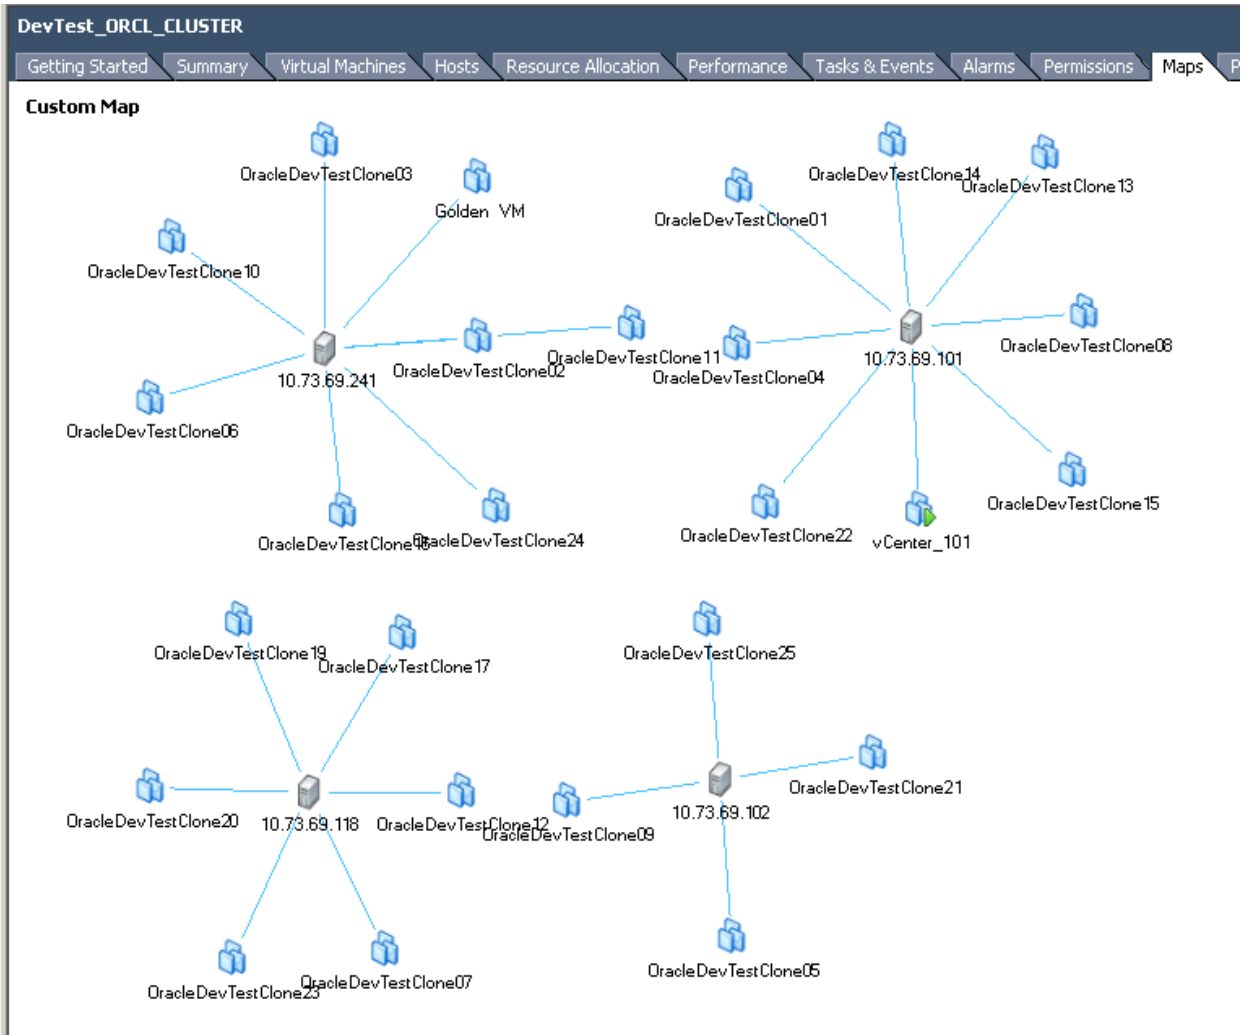 DevTest_ORCL_CLUSTER
Getting Started Summary Virtual Machines Hosts Resource Allocation Performance Tasks & Events Alarms Permissions Maps P
Custom Map
OracleDevTestClone03
Golden VM
OracleDevTestClone10
10.73.69.241
OracleDevTestClone02
OracleDevTestClone11
OracleDevTestClone06
OracleDevTestClone24
OracleDevTestClone14
OracleDevTestClone13
OracleDevTestClone01
10.73.69.101
OracleDevTestClone08
OracleDevTestClone04
OracleDevTestClone15
OracleDevTestClone22
vCenter_101
OracleDevTestClone19
OracleDevTestClone17
OracleDevTestClone20
10.73.69.118
OracleDevTestClone12
OracleDevTestClone23
OracleDevTestClone07
OracleDevTestClone25
OracleDevTestClone21
10.73.69.102
OracleDevTestClone09
OracleDevTestClone05